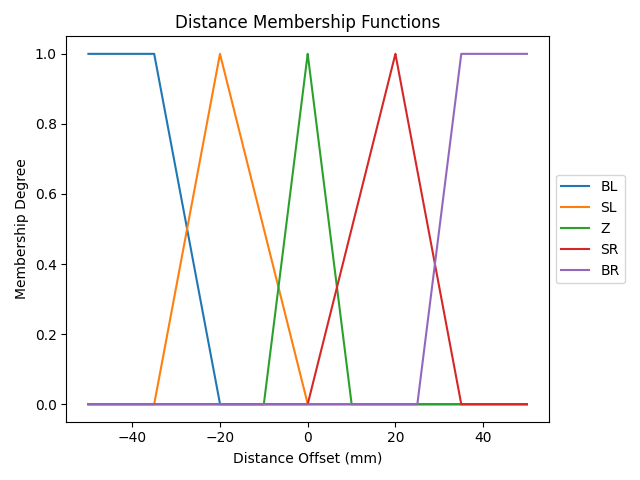 Distance Membership Functions
Membership Degree
1.0
0.8
0.6
0.4
0.2
0.0
−40
−20
0
20
40
Distance Offset (mm)
BL
SL
Z
SR
BR